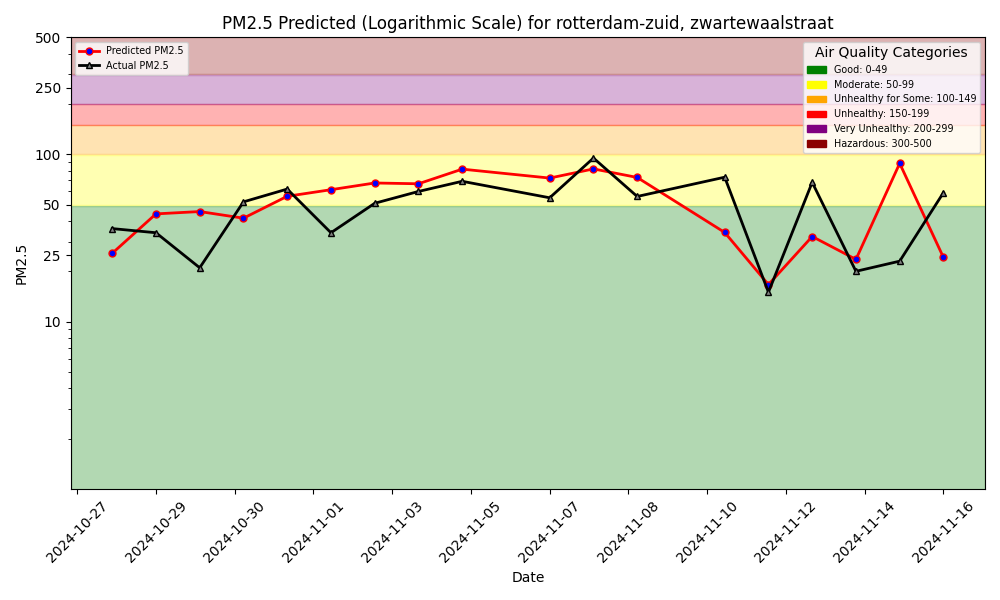 PM2.5 Predicted (Logarithmic Scale) for rotterdam-zuid, zwartewaalstraat
Predicted PM2.5
Actual PM2.5
Air Quality Categories
Good: 0-49
Moderate: 50-99
Unhealthy for Some: 100-149
Unhealthy: 150-199
Very Unhealthy: 200-299
Hazardous: 300-500
PM2.5
500
250
100
50
25
10
2024-10-27
2024-10-29
2024-10-30
2024-11-01
2024-11-03
2024-11-05
2024-11-07
2024-11-08
2024-11-10
2024-11-12
2024-11-14
2024-11-16
Date